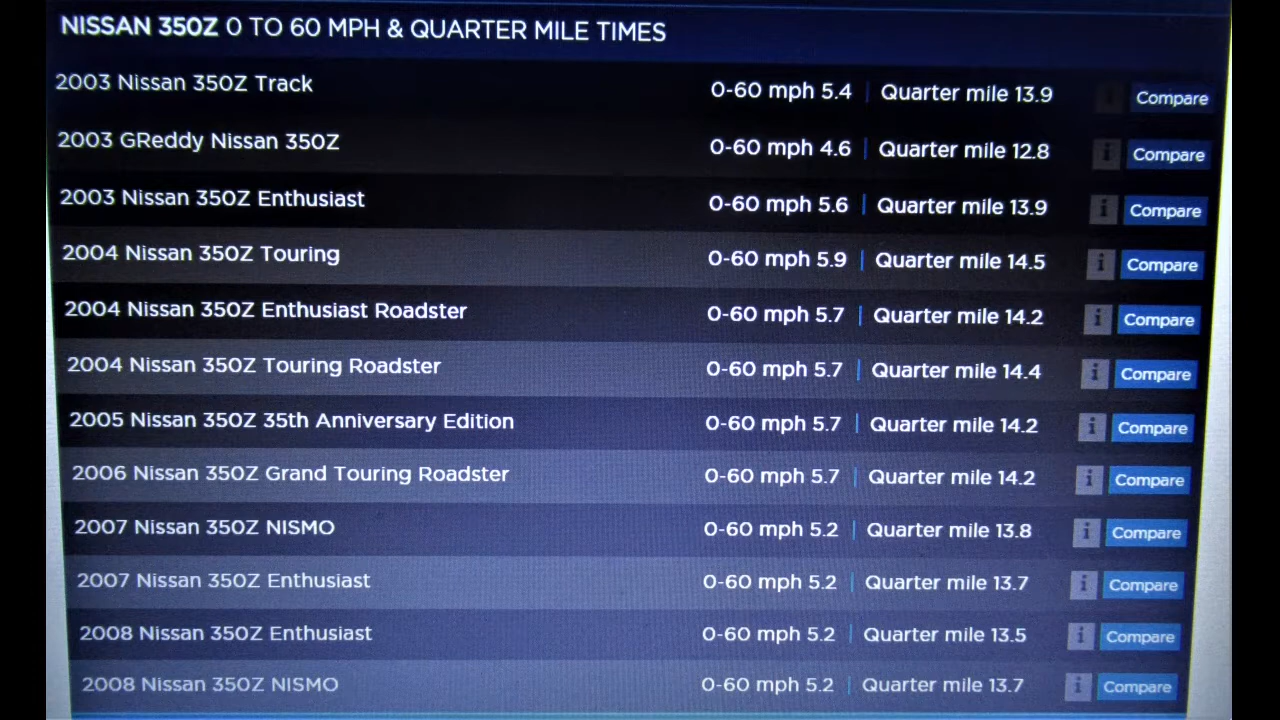 NISSAN 350Z 0 TO 60 MPH & QUARTER MILE TIMES
2003 Nissan 350Z Track 0-60 mph 5.4 | Quarter mile 13.9 i Compare
2003 GReddy Nissan 350Z 0-60 mph 4.6 | Quarter mile 12.8 i Compare
2003 Nissan 350Z Enthusiast 0-60 mph 5.6 | Quarter mile 13.9 i Compare
2004 Nissan 350Z Touring 0-60 mph 5.9 | Quarter mile 14.5 i Compare
2004 Nissan 350Z Enthusiast Roadster 0-60 mph 5.7 | Quarter mile 14.2 i Compare
2004 Nissan 350Z Touring Roadster 0-60 mph 5.7 | Quarter mile 14.4 i Compare
2005 Nissan 350Z 35th Anniversary Edition 0-60 mph 5.7 | Quarter mile 14.2 i Compare
2006 Nissan 350Z Grand Touring Roadster 0-60 mph 5.7 | Quarter mile 14.2 i Compare
2007 Nissan 350Z NISMO 0-60 mph 5.2 | Quarter mile 13.8 i Compare
2007 Nissan 350Z Enthusiast 0-60 mph 5.2 | Quarter mile 13.7 i Compare
2008 Nissan 350Z Enthusiast 0-60 mph 5.2 | Quarter mile 13.5 i Compare
2008 Nissan 350Z NISMO 0-60 mph 5.2 | Quarter mile 13.7 i Compare